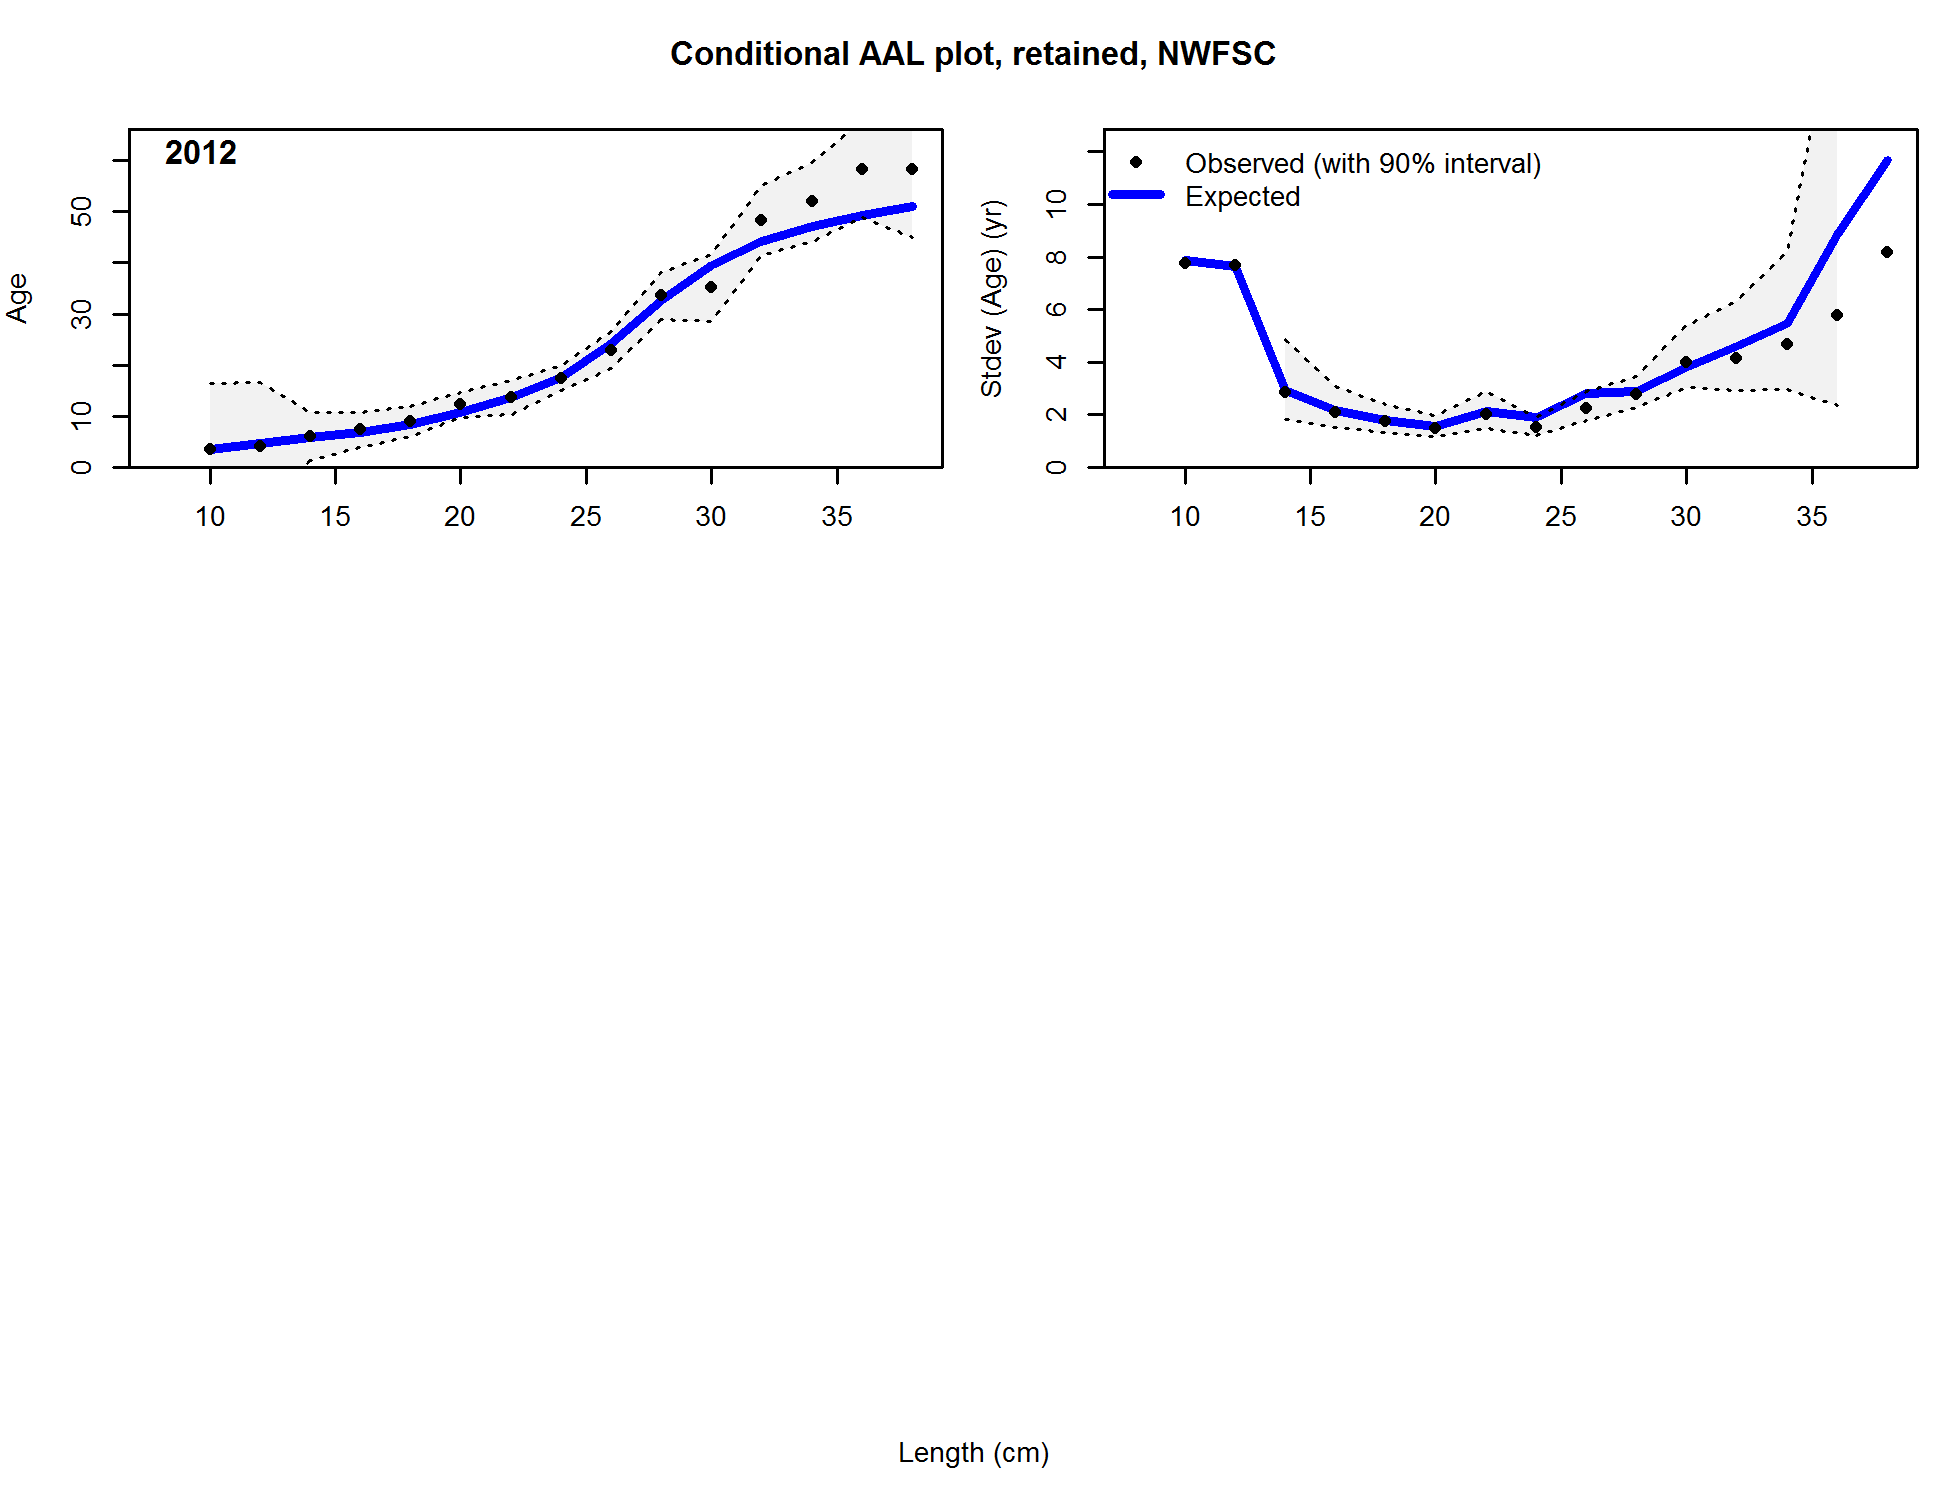 Conditional AAL plot, retained, NWFSC
2012
Age
0 10 30 50
10 15 20 25 30 35
Observed (with 90% interval)
Expected
Stdev (Age) (yr)
0 2 4 6 8 10
10 15 20 25 30 35
Length (cm)